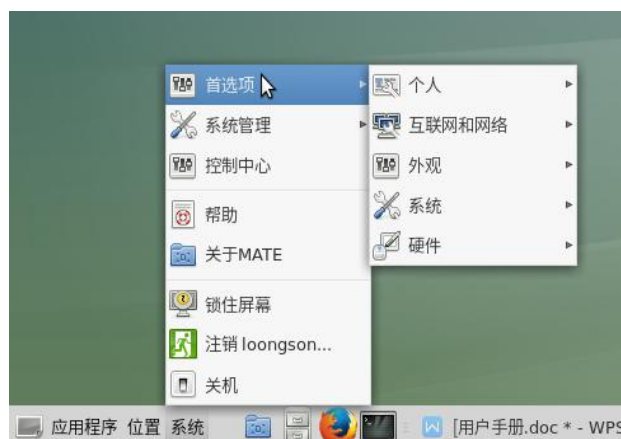 首选项
系统管理
控制中心
帮助
关于MATE
锁住屏幕
注销 loongson...
关机
个人
互联网和网络
外观
系统
硬件
应用程序 位置 系统
[用户手册.doc * - WPS